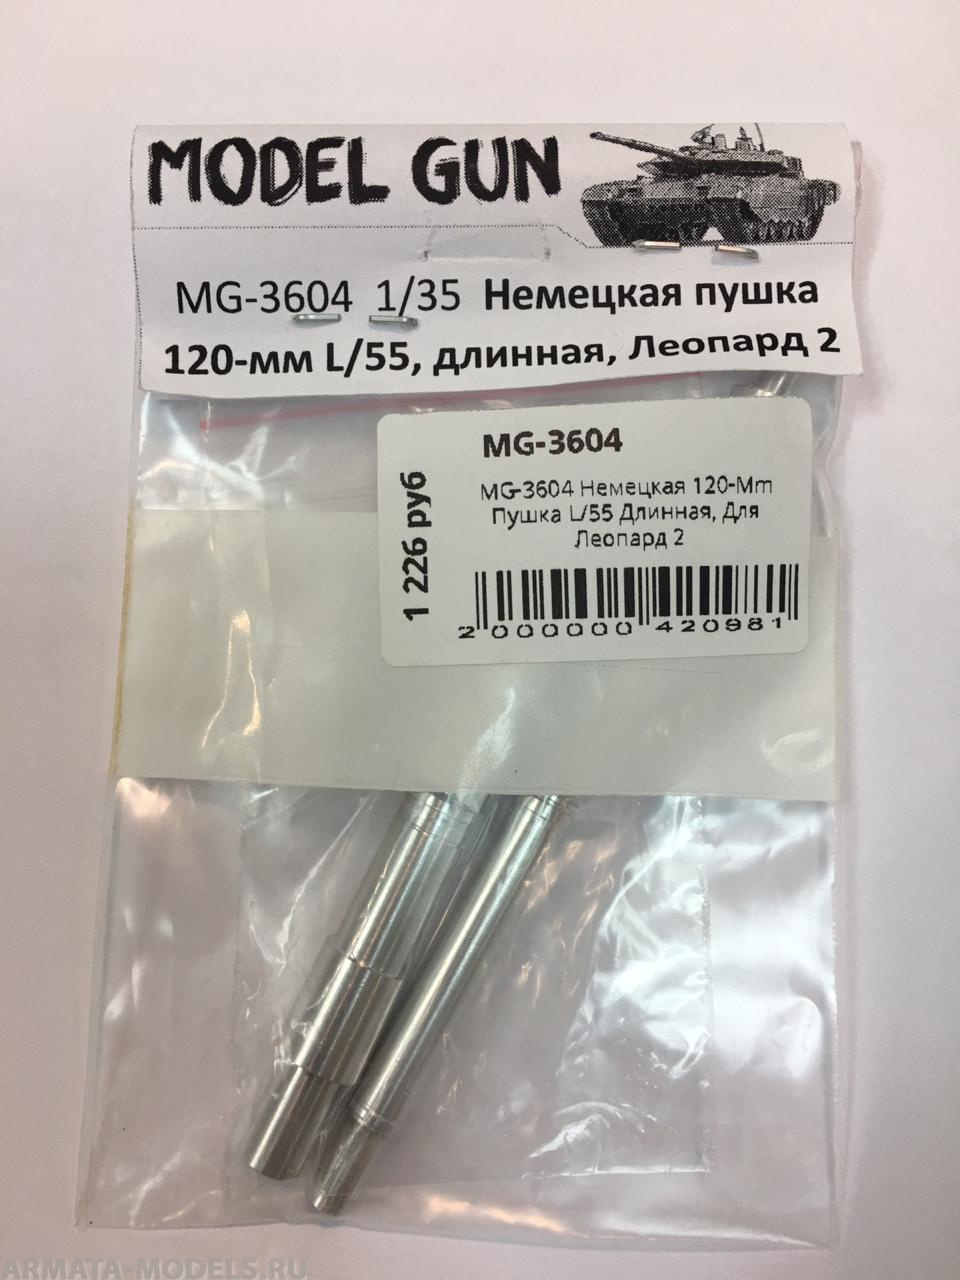 MODEL GUN
MG-3604 1/35 Немецкая пушка
120-мм L/55, длинная, Леопард 2
MG-3604
1 226 руб
MG-3604 Немецкая 120-Mm
Пушка L/55 Длинная, Для
Леопард 2
2 000000 420981
ARMATA-MODELS.RU